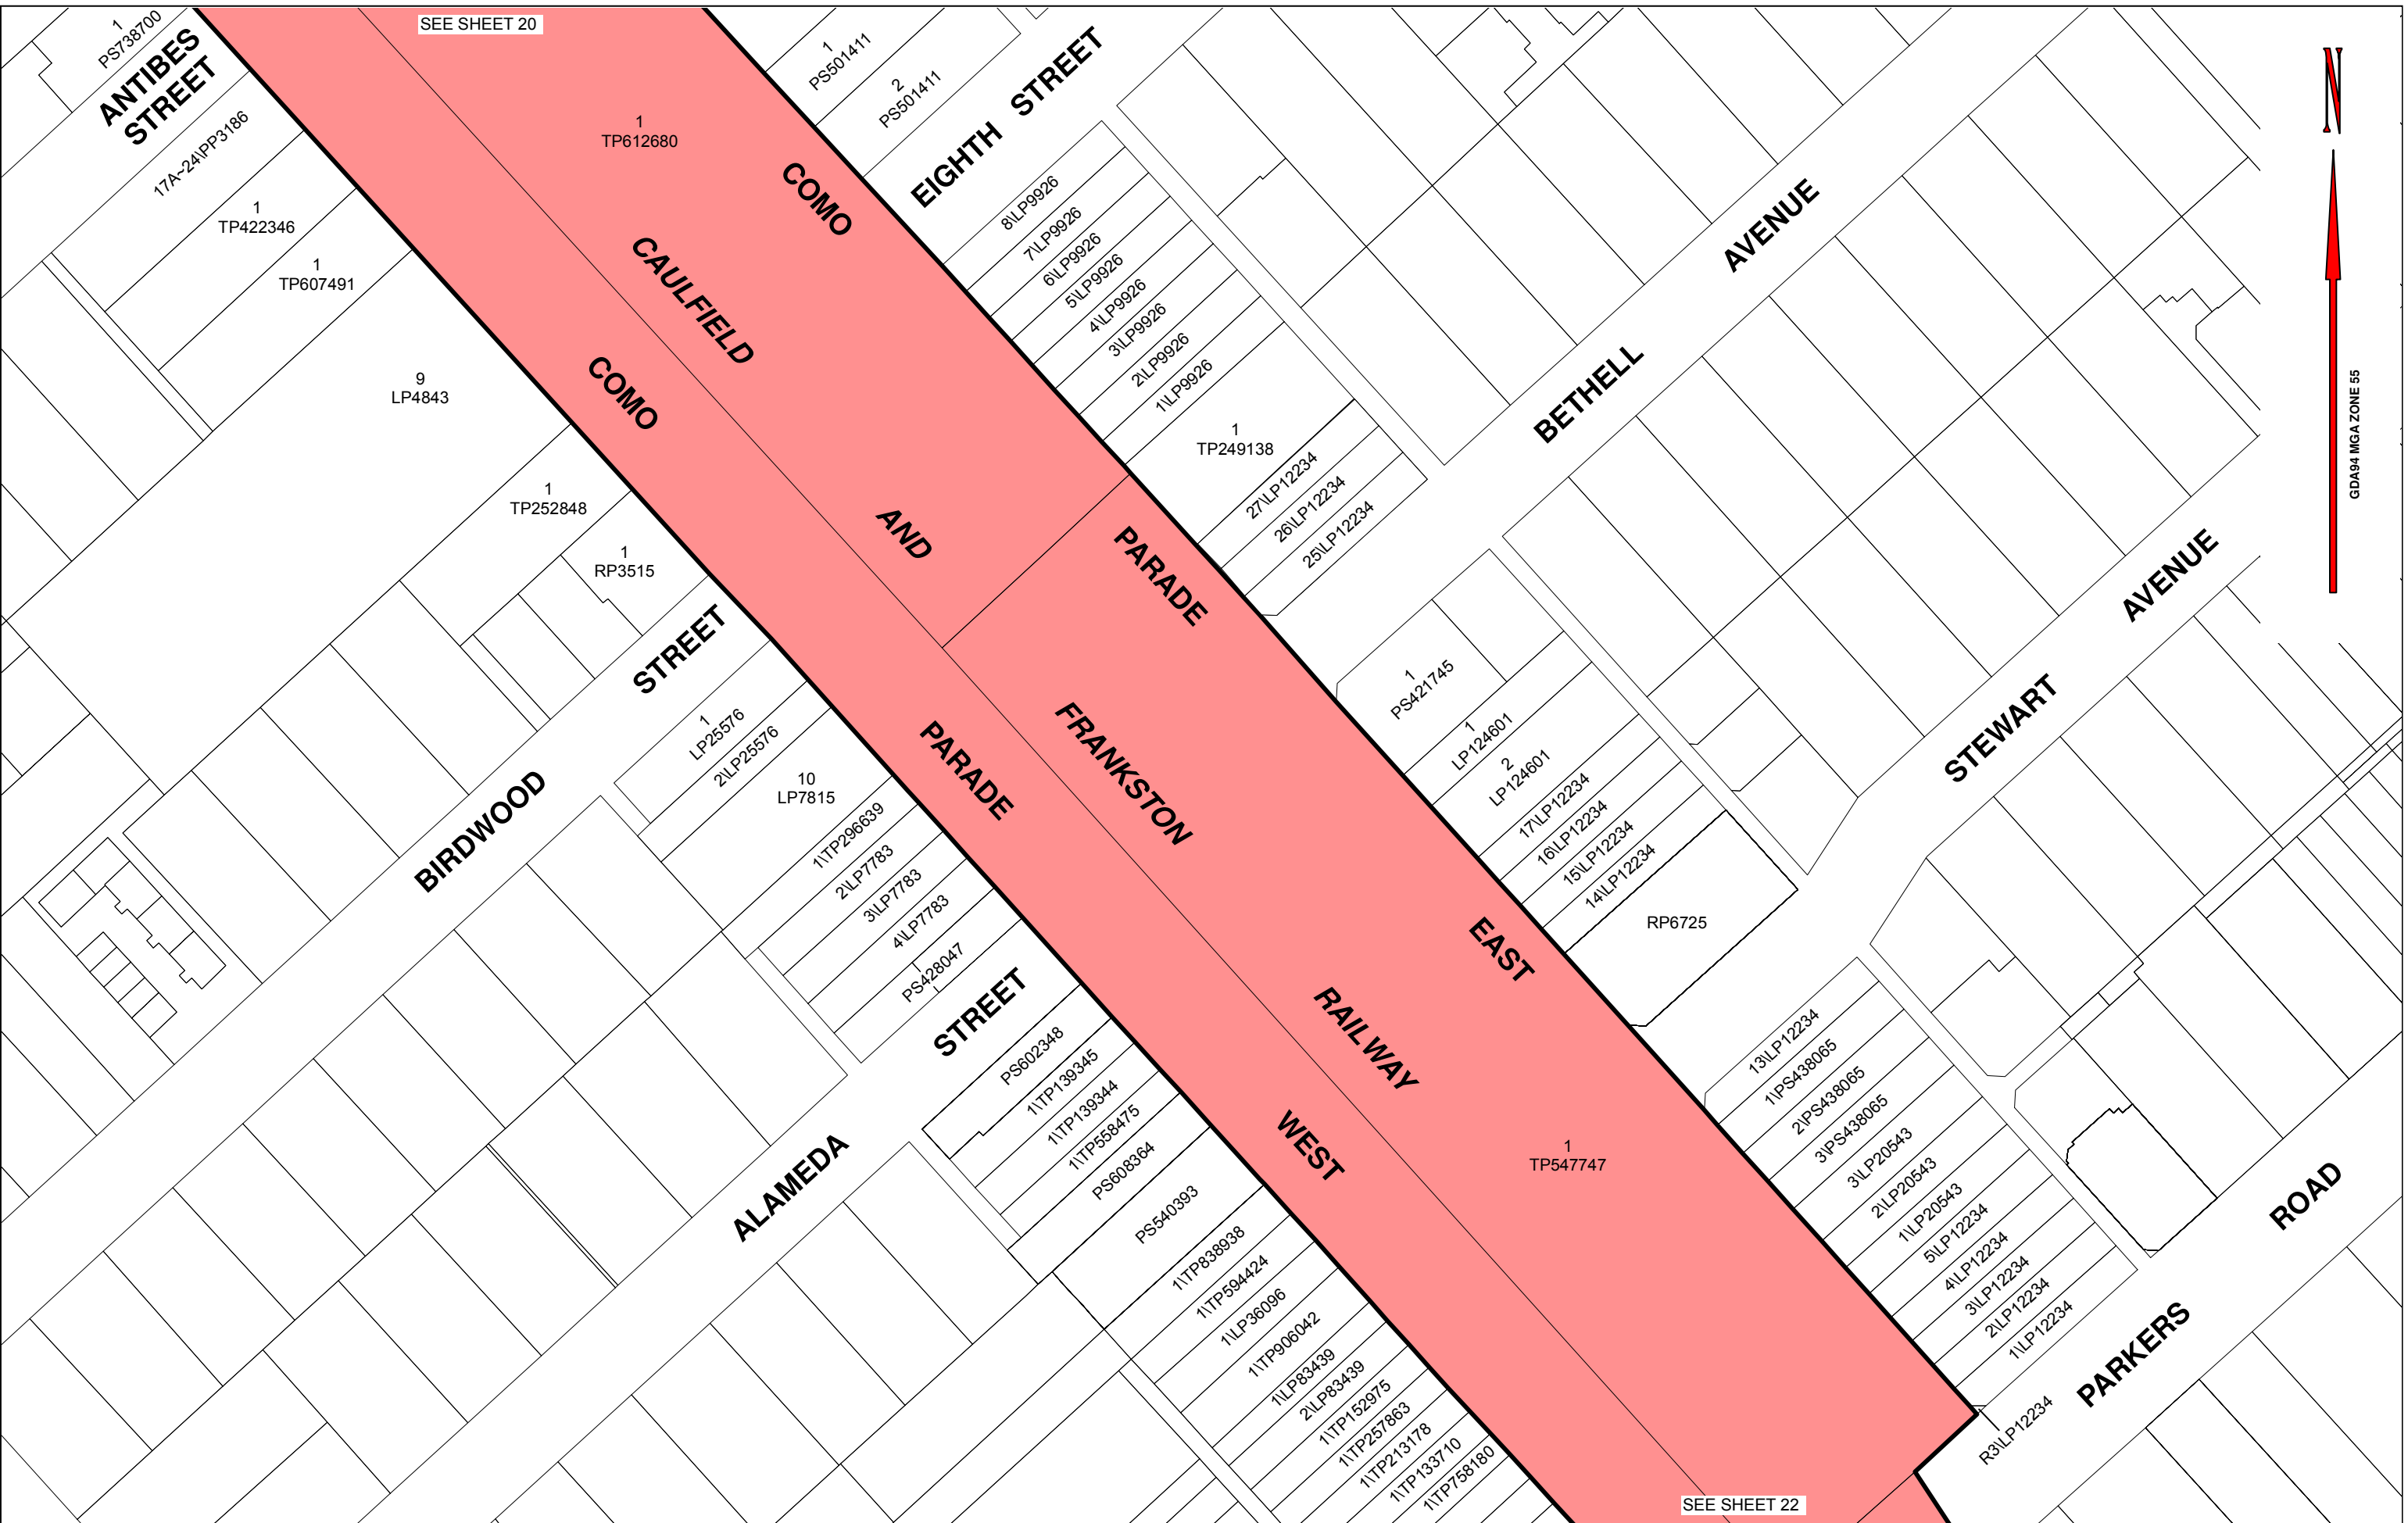 SEE SHEET 20
1
PS738700
ANTIBES
STREET
17A~24\PP3186
1
TP422346
1
TP607491
9
LP4843
1
TP252848
1
RP3515
BIRDWOOD STREET
1
LP25576
2\LP25576
10
LP7815
1\TP296639
2\LP7783
3\LP7783
4\LP7783
PS428047
ALAMEDA STREET
PS602348
1\TP139345
1\TP139344
1\TP558475
PS608364
PS540393
1\TP838938
1\TP594424
1\LP36096
1\TP906042
1\LP83439
2\LP83439
1\TP152975
1\TP257863
1\TP213178
1\TP133710
1\TP758180
1
TP612680
COMO PARADE WEST
CAULFIELD AND FRANKSTON RAILWAY
COMO PARADE EAST
1
TP547747
1
PS501411
2
PS501411
EIGHTH STREET
8\LP9926
7\LP9926
6\LP9926
5\LP9926
4\LP9926
3\LP9926
2\LP9926
1\LP9926
1
TP249138
27\LP12234
26\LP12234
25\LP12234
BETHELL AVENUE
1
PS421745
1
LP124601
2
LP124601
17\LP12234
16\LP12234
15\LP12234
14\LP12234
RP6725
STEWART AVENUE
13\LP12234
1\PS438065
2\PS438065
3\PS438065
3\LP20543
2\LP20543
1\LP20543
5\LP12234
4\LP12234
3\LP12234
2\LP12234
1\LP12234
R3\LP12234
PARKERS ROAD
SEE SHEET 22
N
GDA94 MGA ZONE 55